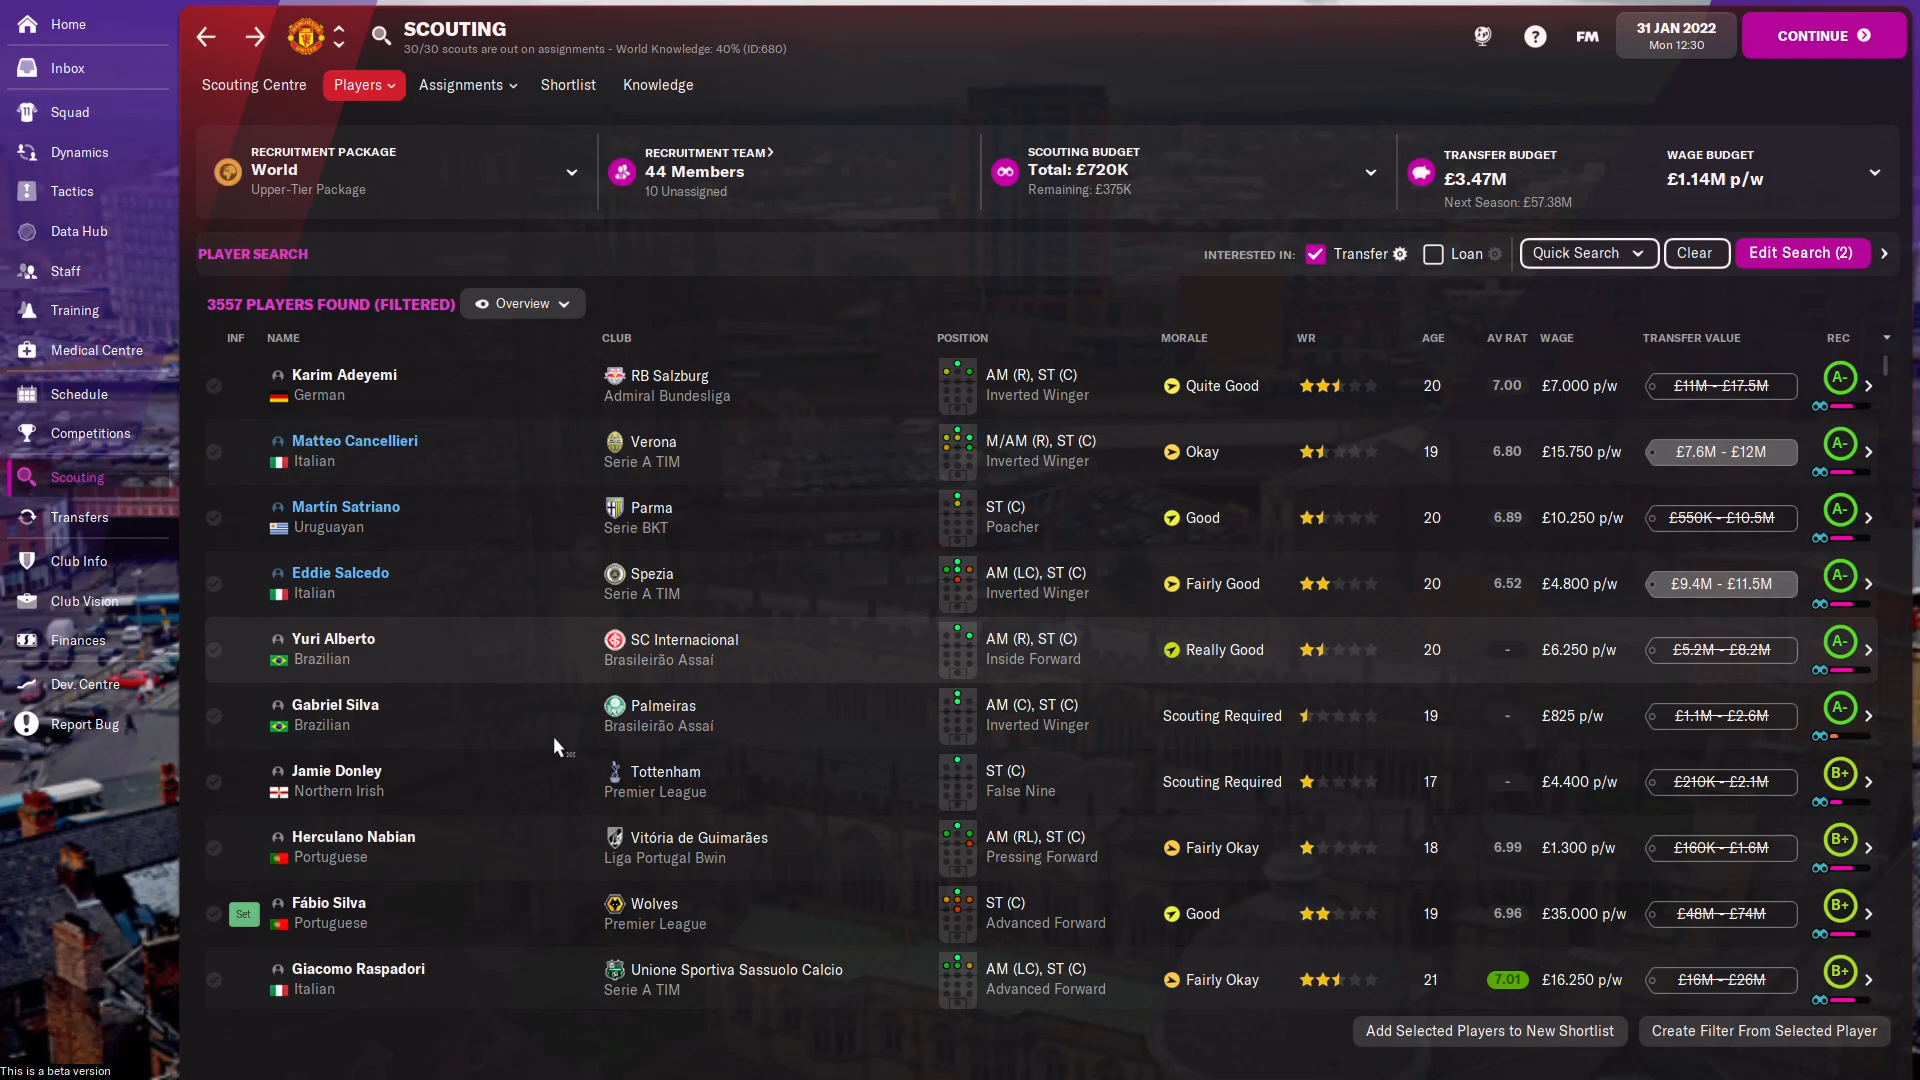 Home
Inbox
Squad
Dynamics
Tactics
Data Hub
Staff
Training
Medical Centre
Schedule
Competitions
Scouting
Transfers
Club Info
Club Vision
Finances
Dev. Centre
Report Bug
This is a beta version
SCOUTING
30/30 scouts are out on assignments - World Knowledge: 40% (ID:680)
FM
31 JAN 2022
Mon 12:30
CONTINUE
Scouting Centre Players Assignments Shortlist Knowledge
RECRUITMENT PACKAGE
World
Upper-Tier Package
RECRUITMENT TEAM
44 Members
10 Unassigned
SCOUTING BUDGET
Total: £720K
Remaining: £375K
TRANSFER BUDGET
£3.47M
Next Season: £57.38M
WAGE BUDGET
£1.14M p/w
PLAYER SEARCH
INTERESTED IN: Transfer Loan Quick Search Clear Edit Search (2)
3557 PLAYERS FOUND (FILTERED) Overview
INF NAME CLUB POSITION MORALE WR AGE AV RAT WAGE TRANSFER VALUE REC
Karim Adeyemi RB Salzburg AM (R), ST (C) Quite Good 20 7.00 £7.000 p/w £11M - £17.5M A-
German Admiral Bundesliga Inverted Winger
Matteo Cancellieri Verona M/AM (R), ST (C) Okay 19 6.80 £15.750 p/w £7.6M - £12M A-
Italian Serie A TIM Inverted Winger
Martín Satriano Parma ST (C) Good 20 6.89 £10.250 p/w £550K - £10.5M A-
Uruguayan Serie BKT Poacher
Eddie Salcedo Spezia AM (LC), ST (C) Fairly Good 20 6.52 £4.800 p/w £9.4M - £11.5M A-
Italian Serie A TIM Inverted Winger
Yuri Alberto SC Internacional AM (R), ST (C) Really Good 20 - £6.250 p/w £5.2M - £8.2M A-
Brazilian Brasileirão Assaí Inside Forward
Gabriel Silva Palmeiras AM (C), ST (C) Scouting Required 19 - £825 p/w £1.1M - £2.6M A-
Brazilian Brasileirão Assaí Inverted Winger
Jamie Donley Tottenham ST (C) Scouting Required 17 - £4.400 p/w £210K - £2.1M B+
Northern Irish Premier League False Nine
Herculano Nabian Vitória de Guimarães AM (RL), ST (C) Fairly Okay 18 6.99 £1.300 p/w £160K - £1.6M B+
Portuguese Liga Portugal Bwin Pressing Forward
Set Fábio Silva Wolves ST (C) Good 19 6.96 £35.000 p/w £48M - £74M B+
Portuguese Premier League Advanced Forward
Giacomo Raspadori Unione Sportiva Sassuolo Calcio AM (LC), ST (C) Fairly Okay 21 7.01 £16.250 p/w £16M - £26M B+
Italian Serie A TIM Advanced Forward
Add Selected Players to New Shortlist Create Filter From Selected Player